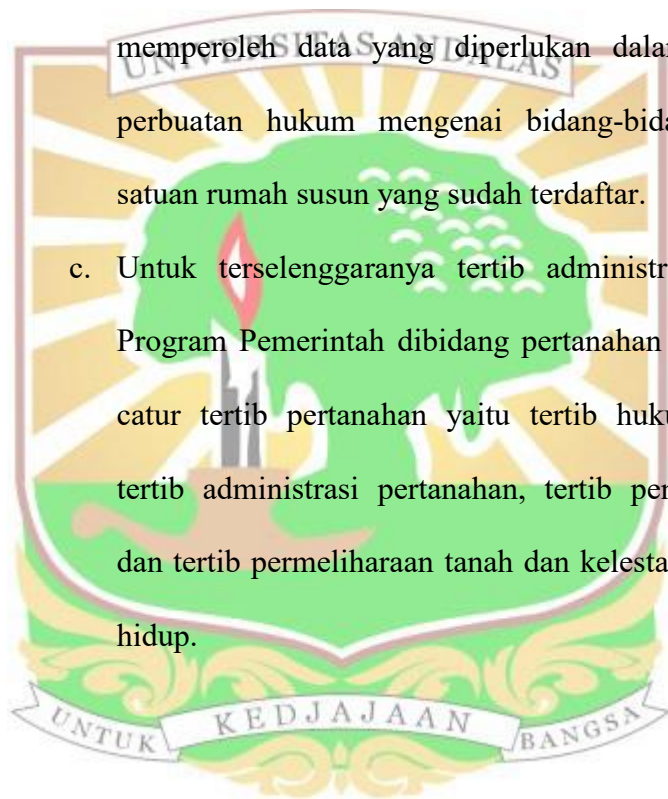 memperoleh data yang diperlukan dalam
UNIVERSITAS ANDALAS
perbuatan hukum mengenai bidang-bida
satuan rumah susun yang sudah terdaftar.
c. Untuk terselenggaranya tertib administr
Program Pemerintah dibidang pertanahan
catur tertib pertanahan yaitu tertib huku
tertib administrasi pertanahan, tertib per
dan tertib permeliharaan tanah dan kelesta
hidup.
UNTUK KEDJAJAAN BANGSA